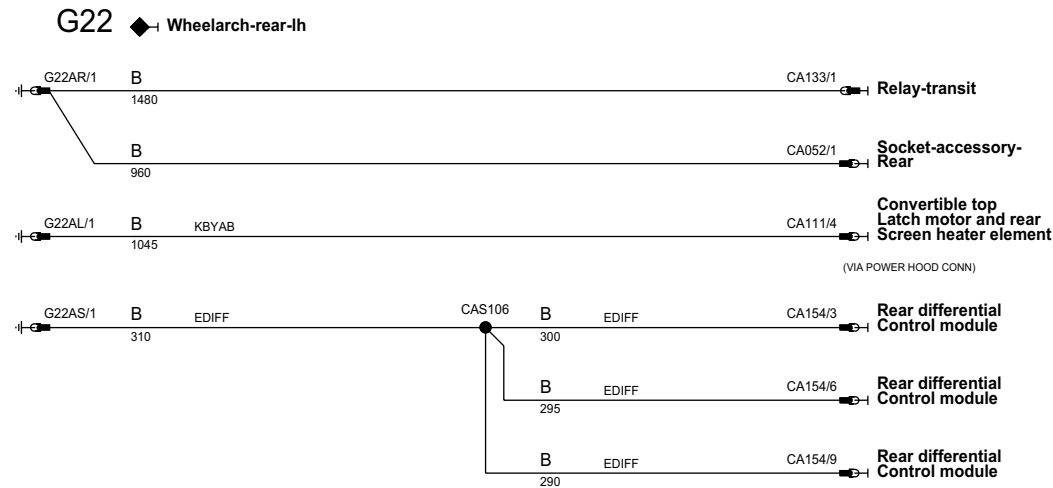 G22 Wheelarch-rear-lh
G22AR/1 B CA133/1 Relay-transit
1480
B CA052/1 Socket-accessory-
Rear
960
G22AL/1 B KBYAB CA111/4 Convertible top
Latch motor and rear
Screen heater element
1045
(VIA POWER HOOD CONN)
G22AS/1 B EDIFF CAS106 B EDIFF CA154/3 Rear differential
Control module
310 300
B EDIFF CA154/6 Rear differential
Control module
295
B EDIFF CA154/9 Rear differential
Control module
290